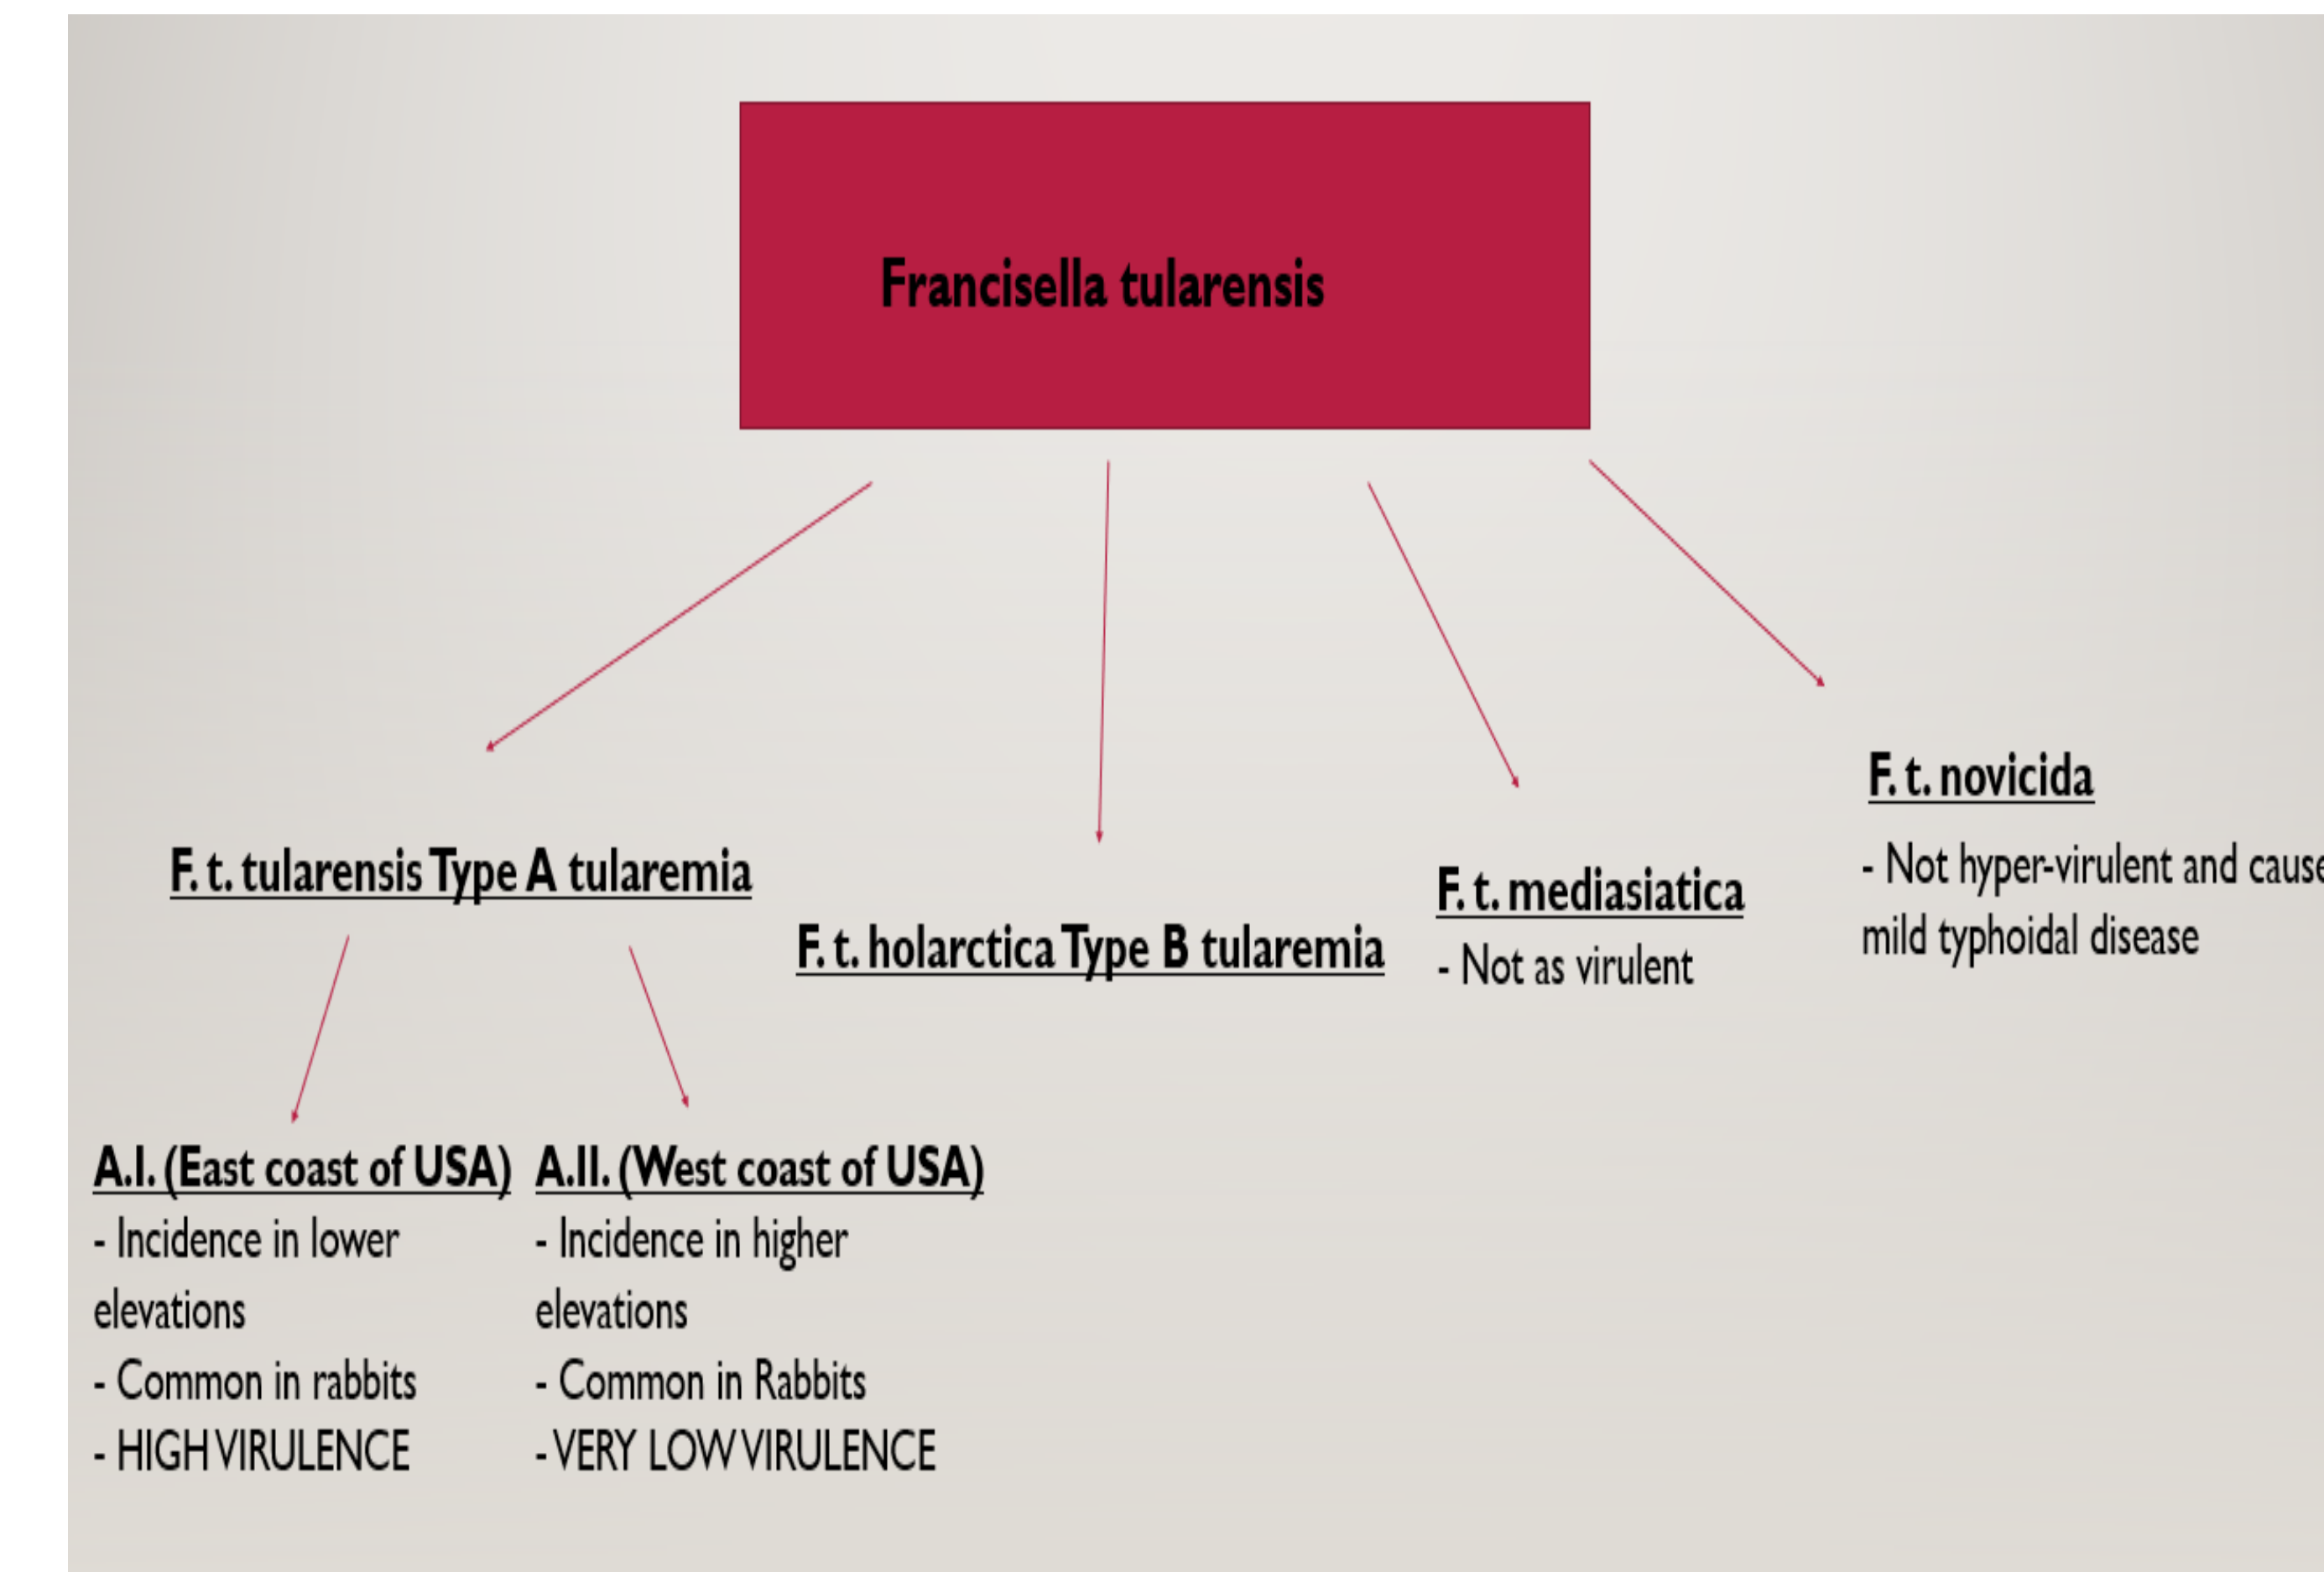 Francisella tularensis
F. t. tularensis Type A tularemia
A.I. (East coast of USA)
- Incidence in lower
elevations
- Common in rabbits
- HIGH VIRULENCE
A.II. (West coast of USA)
- Incidence in higher
elevations
- Common in Rabbits
- VERY LOW VIRULENCE
F. t. holarctica Type B tularemia
F. t. mediasiatica
- Not as virulent
F. t. novicida
- Not hyper-virulent and cause
mild typhoidal disease